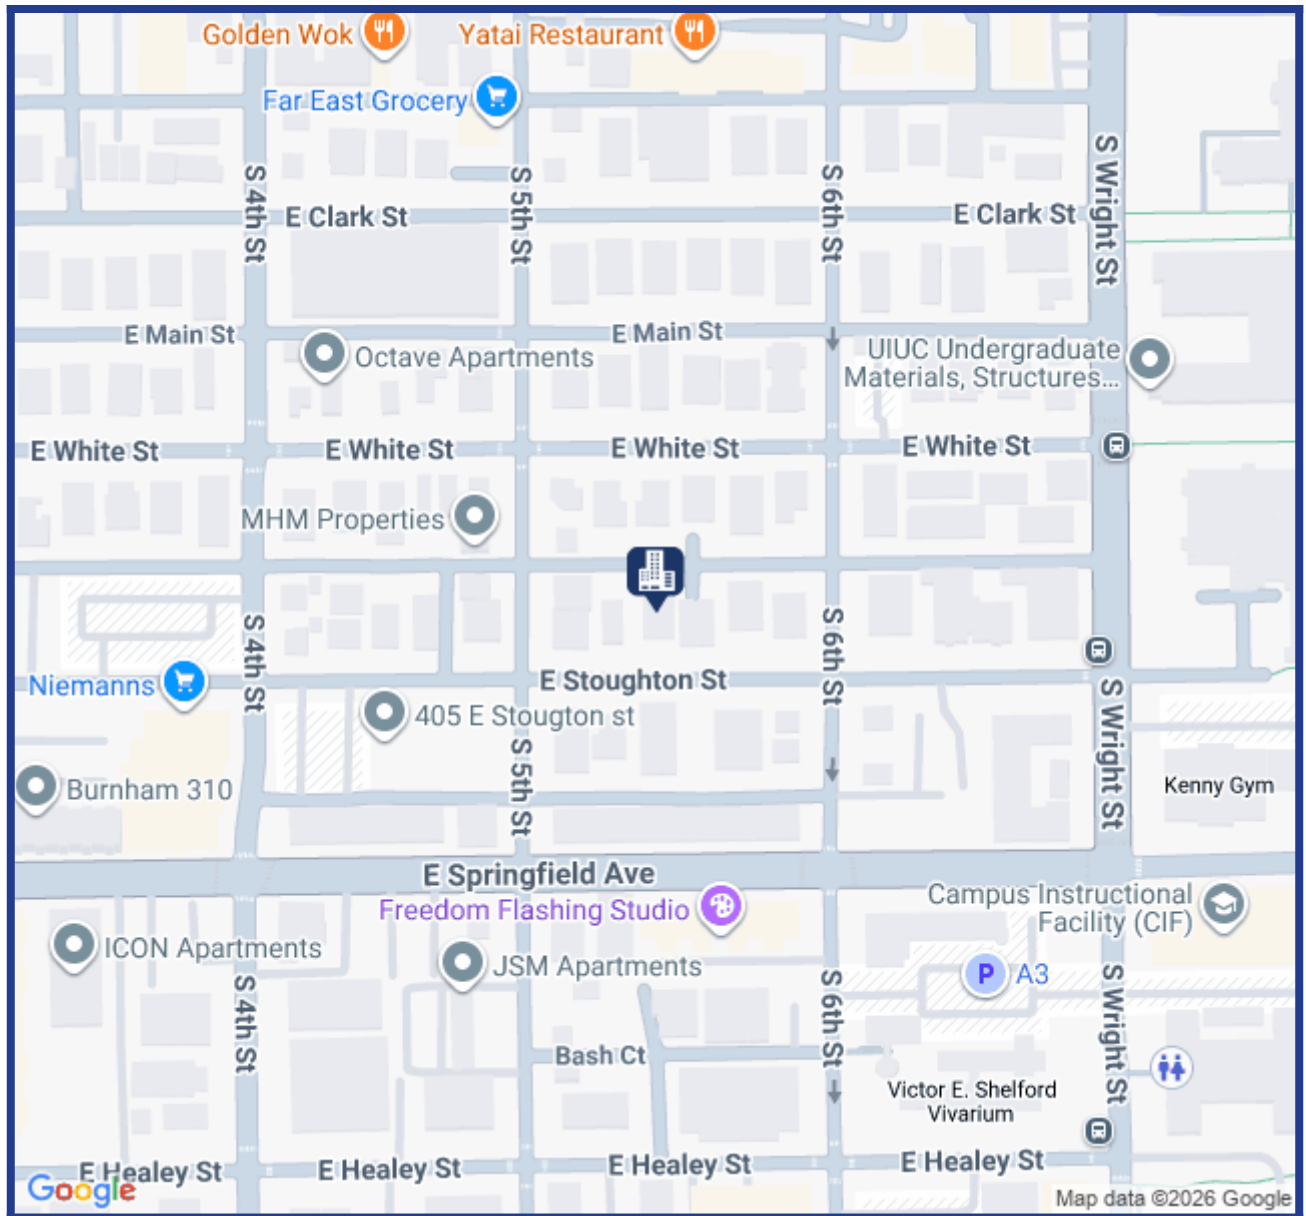 Golden Wok
Yatai Restaurant
Far East Grocery
S 4th St
S 5th St
S 6th St
S Wright St
E Clark St
E Clark St
E Main St
E Main St
Octave Apartments
UIUC Undergraduate
Materials, Structures...
E White St
E White St
E White St
E White St
MHM Properties
S 4th St
S 6th St
Niemanns
E Stoughton St
S Wright St
405 E Stougton st
S 5th St
Burnham 310
Kenny Gym
E Springfield Ave
Freedom Flashing Studio
Campus Instructional
Facility (CIF)
ICON Apartments
JSM Apartments
P
A3
S 4th St
S 6th St
S Wright St
Bash Ct
Victor E. Shelford
Vivarium
E Healey St
E Healey St
E Healey St
E Healey St
Google
Map data ©2026 Google